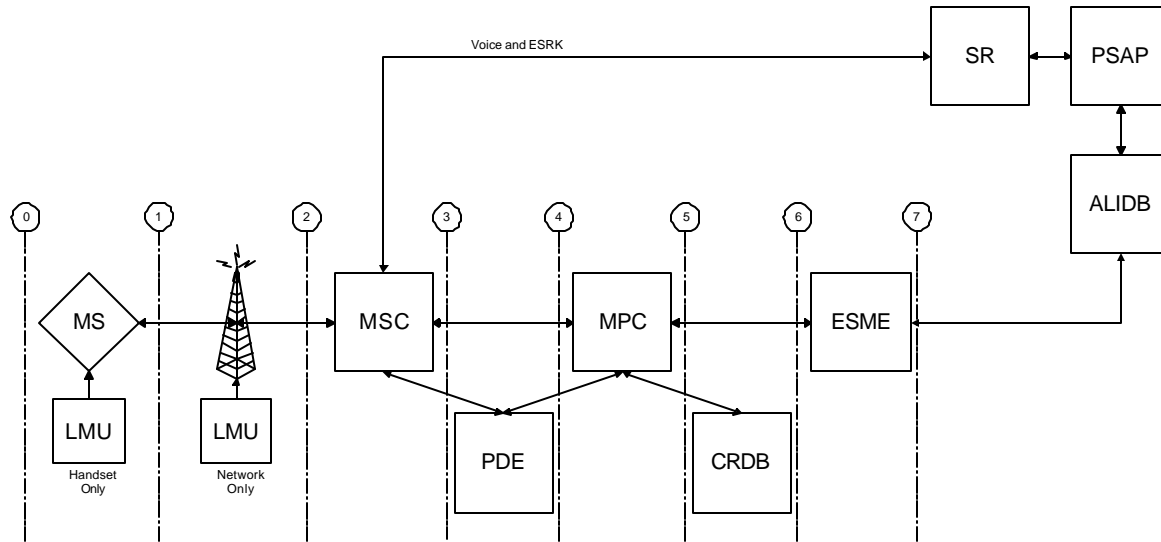 Voice and ESRK
SR
PSAP
ALIDB
0
1
2
3
4
5
6
7
MS
MSC
MPC
ESME
LMU
LMU
PDE
CRDB
Handset
Only
Network
Only